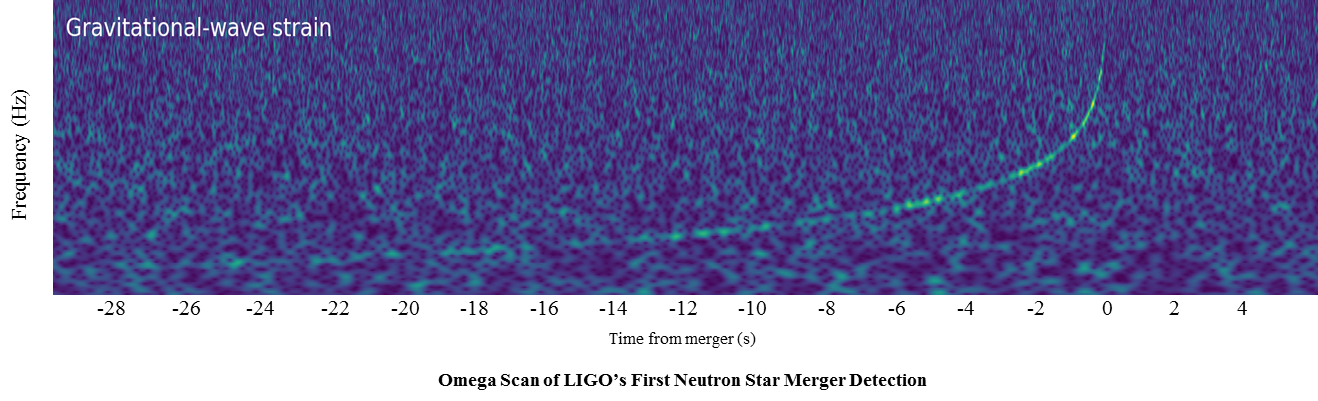 Gravitational-wave strain
Frequency (Hz)
-28 -26 -24 -22 -20 -18 -16 -14 -12 -10 -8 -6 -4 -2 0 2 4
Time from merger (s)
Omega Scan of LIGO’s First Neutron Star Merger Detection